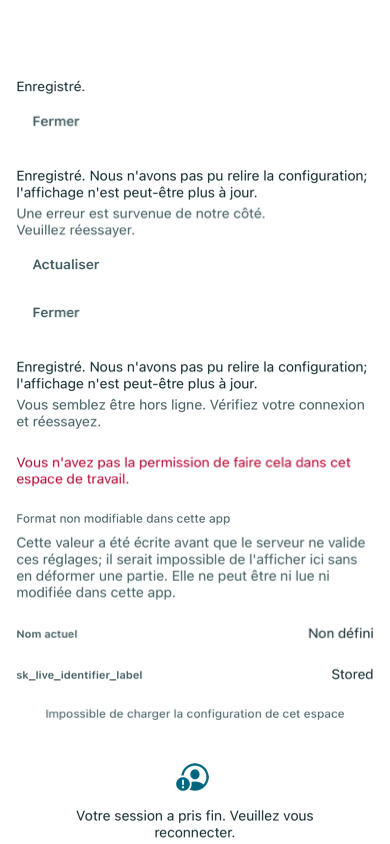 Enregistré.
Fermer
Enregistré. Nous n'avons pas pu relire la configuration;
l'affichage n'est peut-être plus à jour.
Une erreur est survenue de notre côté.
Veuillez réessayer.
Actualiser
Fermer
Enregistré. Nous n'avons pas pu relire la configuration;
l'affichage n'est peut-être plus à jour.
Vous semblez être hors ligne. Vérifiez votre connexion
et réessayez.
Vous n'avez pas la permission de faire cela dans cet
espace de travail.
Format non modifiable dans cette app
Cette valeur a été écrite avant que le serveur ne valide
ces réglages; il serait impossible de l'afficher ici sans
en déformer une partie. Elle ne peut être ni lue ni
modifiée dans cette app.
Nom actuel Non défini
sk_live_identifier_label Stored
Impossible de charger la configuration de cet espace
Votre session a pris fin. Veuillez vous
reconnecter.